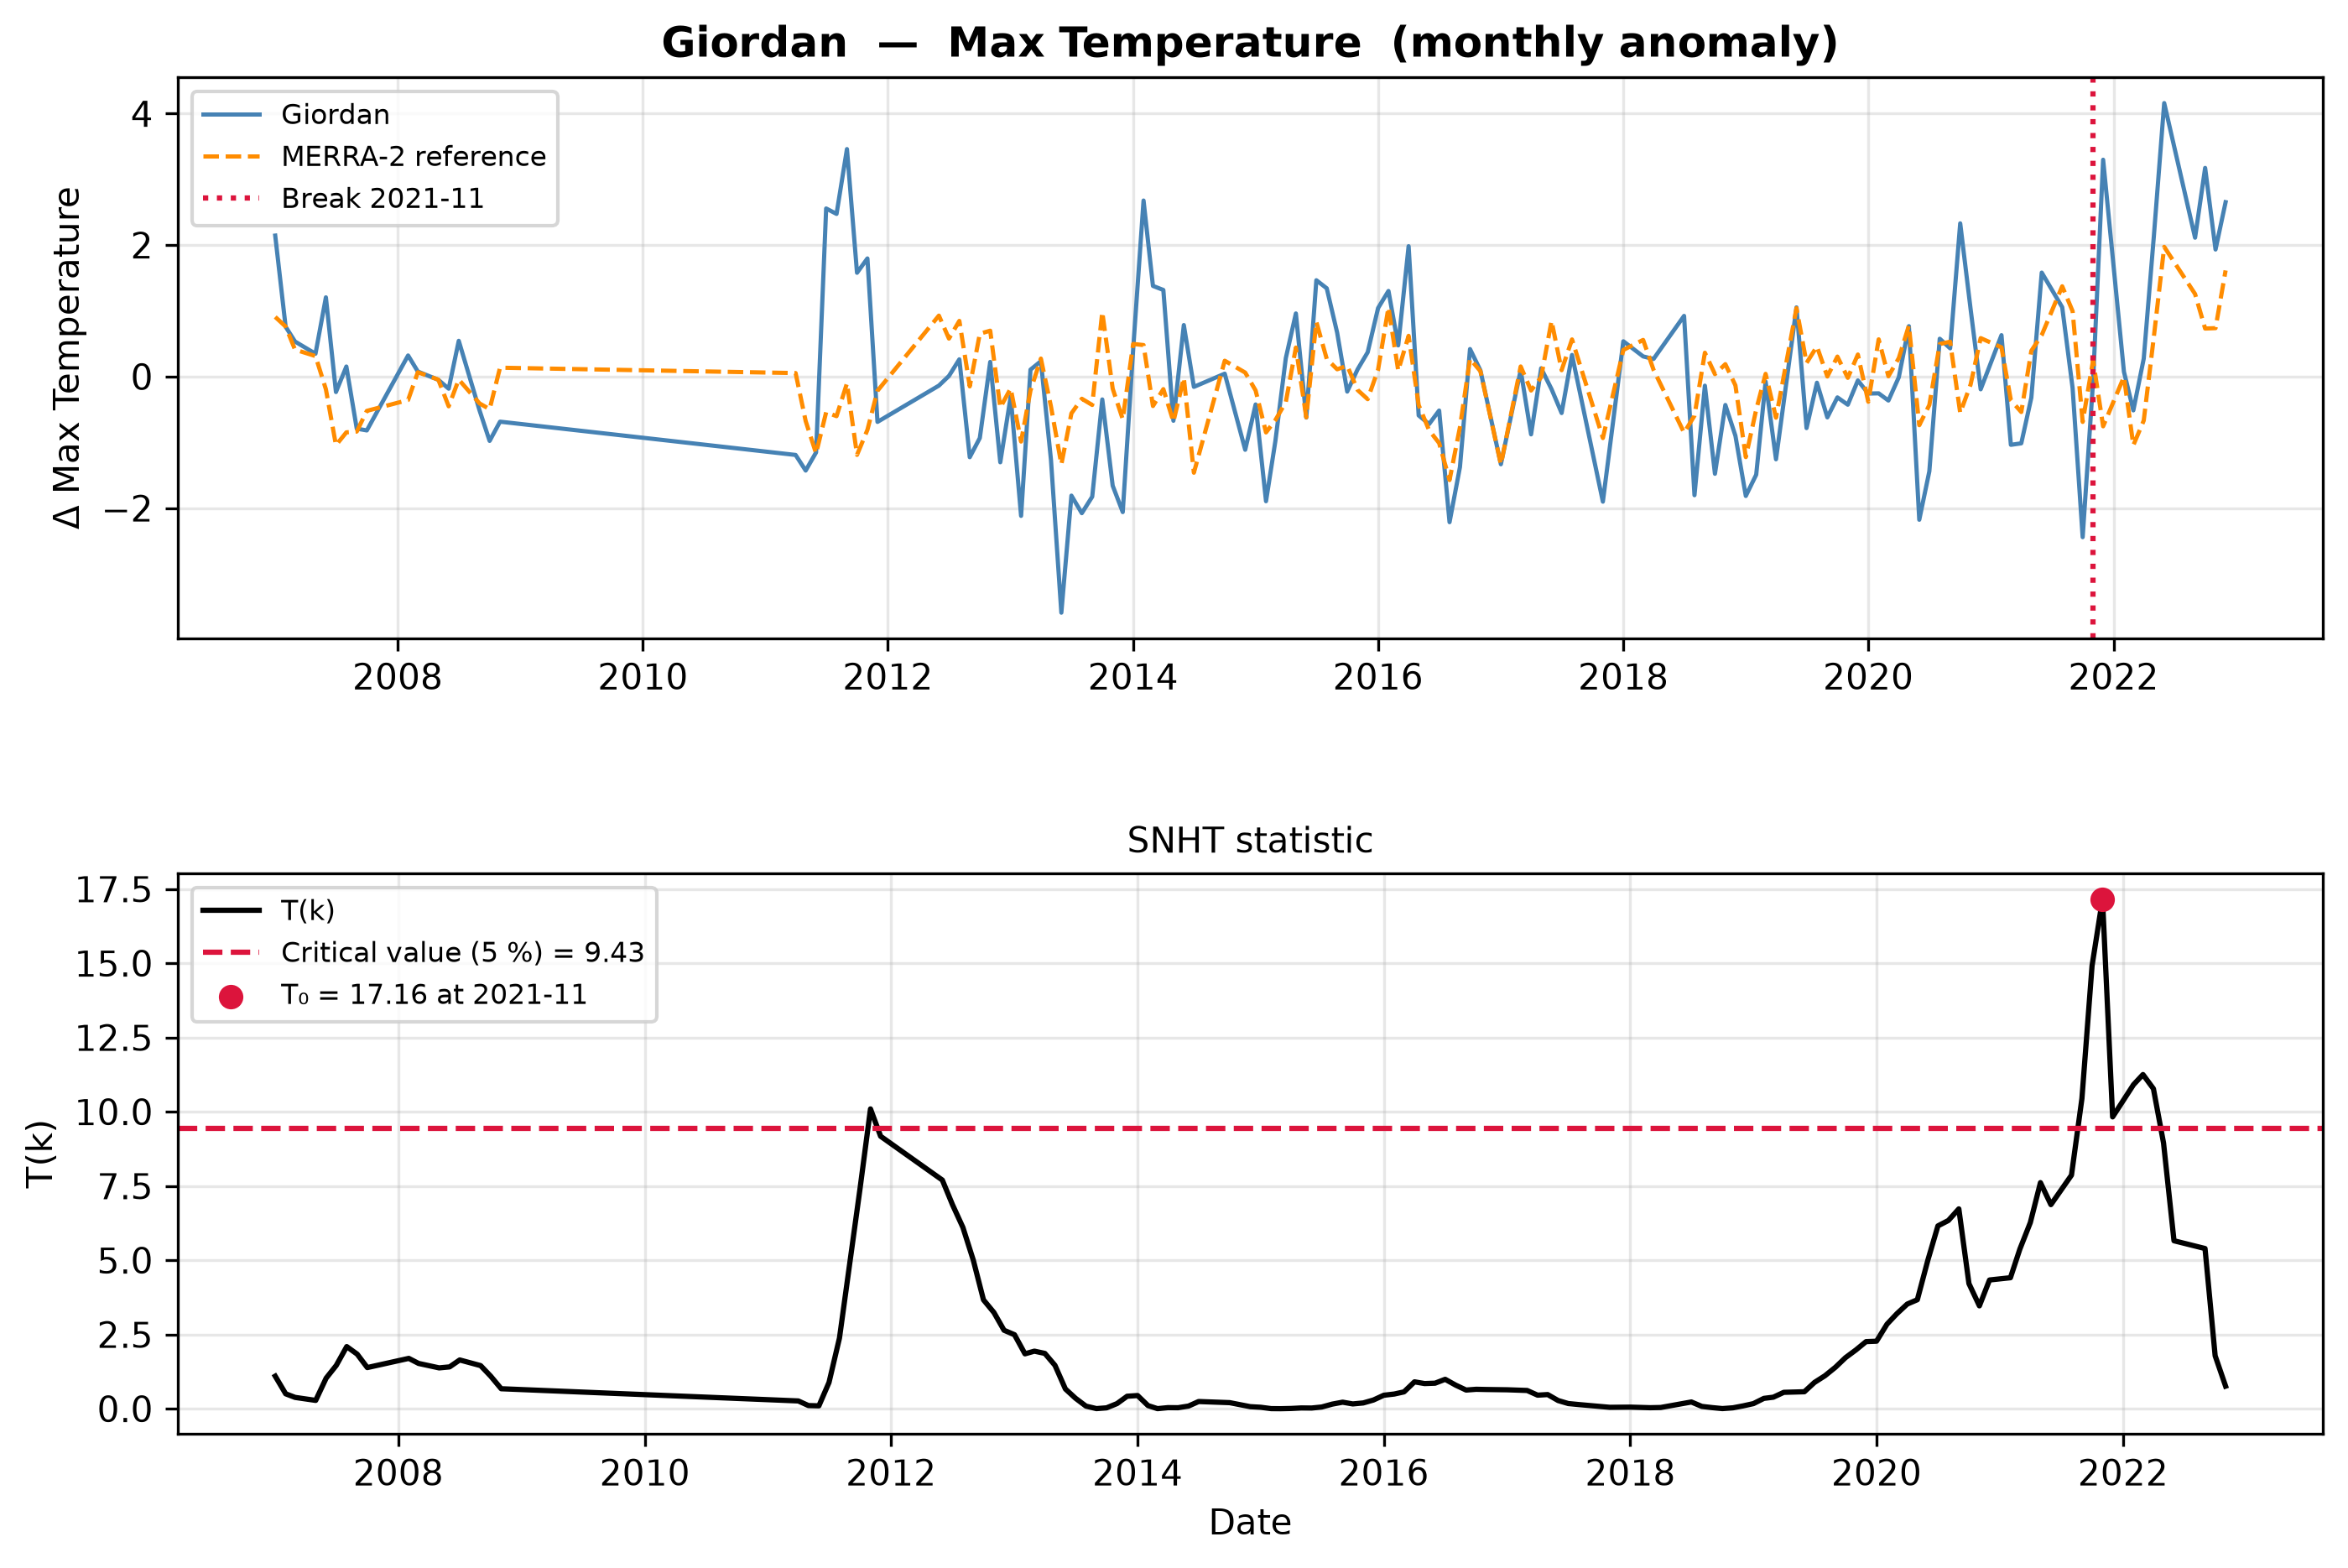 Giordan — Max Temperature (monthly anomaly)
Giordan
MERRA-2 reference
Break 2021-11
Δ Max Temperature
4
2
0
−2
2008 2010 2012 2014 2016 2018 2020 2022
SNHT statistic
T(k)
Critical value (5 %) = 9.43
T₀ = 17.16 at 2021-11
T(k)
17.5
15.0
12.5
10.0
7.5
5.0
2.5
0.0
2008 2010 2012 2014 2016 2018 2020 2022
Date